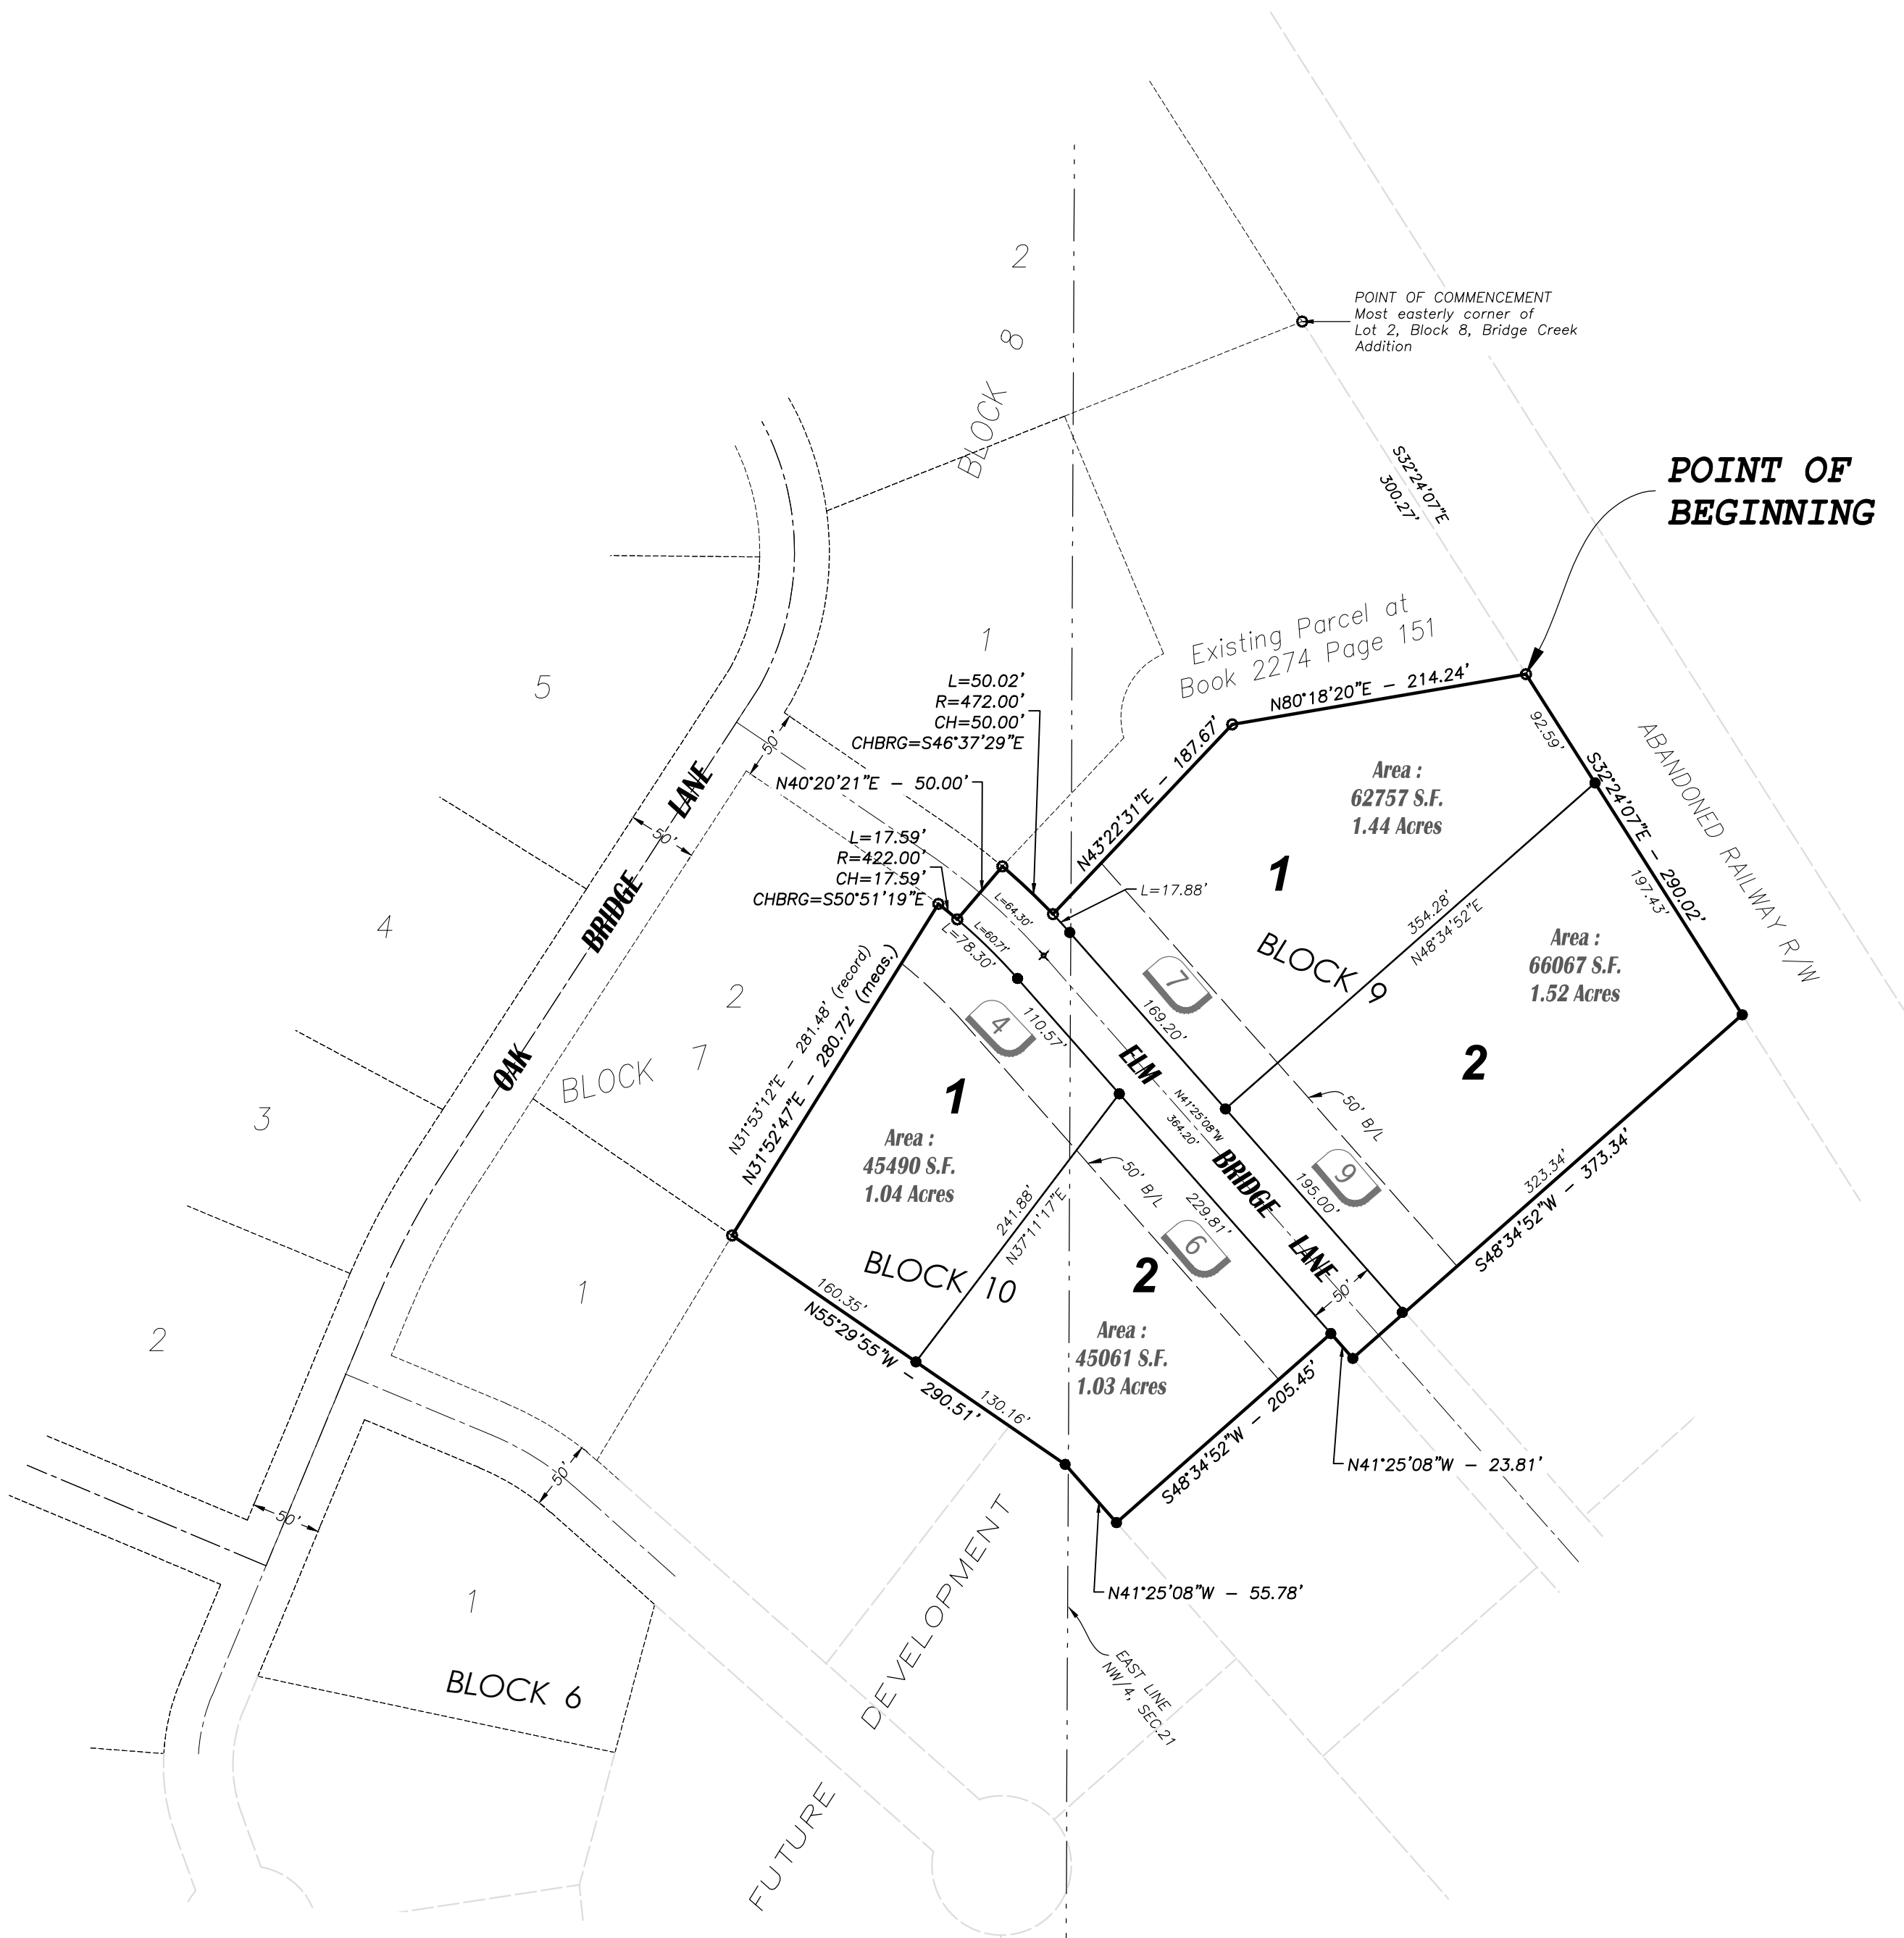 2
BLOCK 8
POINT OF COMMENCEMENT
Most easterly corner of
Lot 2, Block 8, Bridge Creek
Addition
S32°24'07"E
300.27'
POINT OF
BEGINNING
Existing Parcel at
Book 2274 Page 151
1
5
L=50.02'
R=472.00'
CH=50.00'
CHBRG=S46°37'29"E
N40°20'21"E – 50.00'
L=17.59'
R=422.00'
CH=17.59'
CHBRG=S50°51'19"E
N80°18'20"E – 214.24'
N43°22'31"E – 187.67'
92.59'
S32°24'07"E – 290.02'
197.43'
ABANDONED RAILWAY R/W
Area :
62757 S.F.
1.44 Acres
1
L=17.88'
354.28'
N48°34'52"E
BLOCK 9
Area :
66067 S.F.
1.52 Acres
2
50'
50'
OAK BRIDGE LANE
L=64.30'
L=60.71'
L=78.30'
4
2
BLOCK 7
3
N31°53'12"E – 281.48' (record)
N31°52'47"E – 280.72' (meas.)
7
169.20'
4
110.57'
ELM BRIDGE LANE
N41°25'08"W
364.20'
50' B/L
9
195.00'
323.34'
S48°34'52"W – 373.34'
1
Area :
45490 S.F.
1.04 Acres
50' B/L
229.81'
6
241.88'
N37°11'17"E
BLOCK 10
2
Area :
45061 S.F.
1.03 Acres
50'
160.35'
N55°29'55"W – 290.51'
130.16'
S48°34'52"W – 205.45'
N41°25'08"W – 23.81'
N41°25'08"W – 55.78'
1
2
50'
50'
1
BLOCK 6
EAST LINE
NW/4, SEC.21
FUTURE DEVELOPMENT